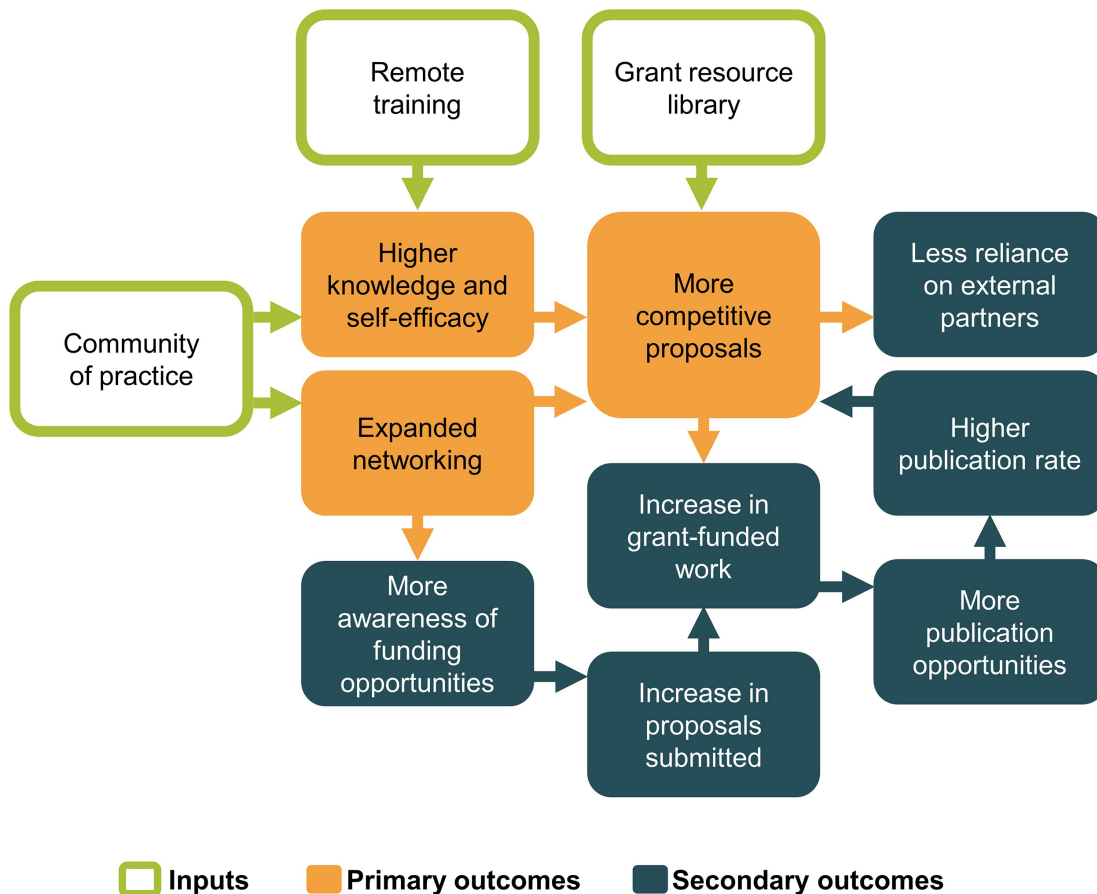 Remote
training
Grant resource
library
Higher
knowledge and
self-efficacy
More
competitive
proposals
Less reliance
on external
partners
Community
of practice
Expanded
networking
Higher
publication rate
Increase in
grant-funded
work
More
awareness of
funding
opportunities
More
publication
opportunities
Increase in
proposals
submitted
Inputs
Primary outcomes
Secondary outcomes